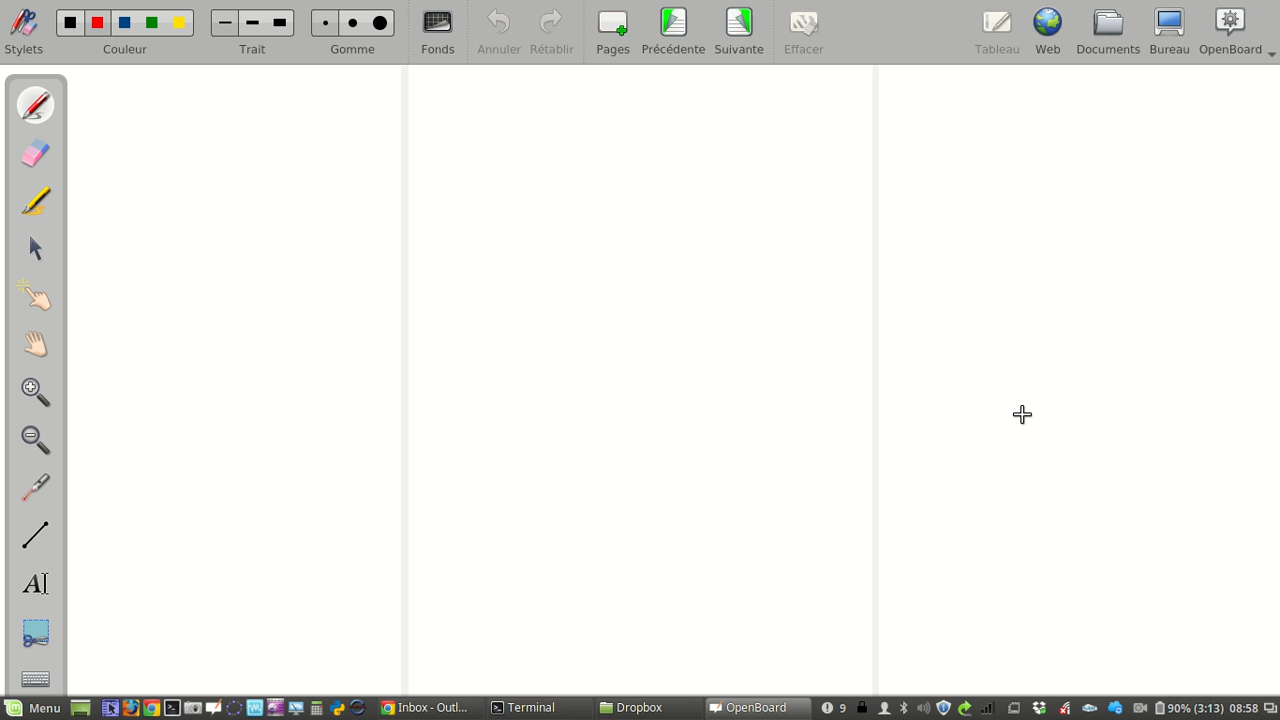 Stylets Couleur Trait Gomme Fonds Annuler Rétablir Pages Précédente Suivante Effacer Tableau Web Documents Bureau OpenBoard
A
Menu Inbox - Outl... Terminal Dropbox OpenBoard 9 90% (3:13) 08:58